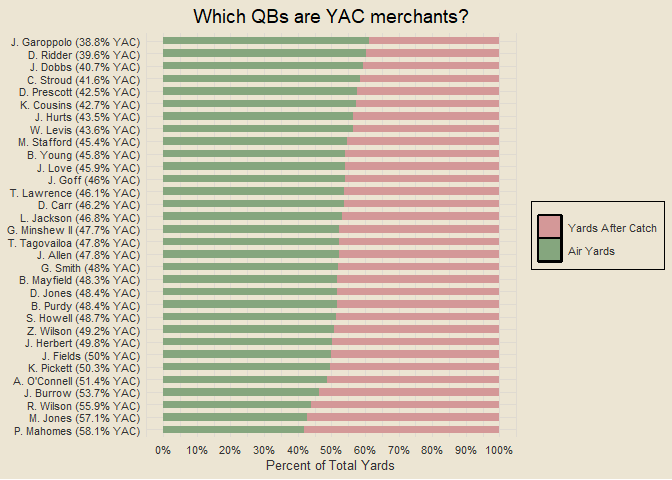 Which QBs are YAC merchants?
J. Garoppolo (38.8% YAC)
D. Ridder (39.6% YAC)
J. Dobbs (40.7% YAC)
C. Stroud (41.6% YAC)
D. Prescott (42.5% YAC)
K. Cousins (42.7% YAC)
J. Hurts (43.5% YAC)
W. Levis (43.6% YAC)
M. Stafford (45.4% YAC)
B. Young (45.8% YAC)
J. Love (45.9% YAC)
J. Goff (46% YAC)
T. Lawrence (46.1% YAC)
D. Carr (46.2% YAC)
L. Jackson (46.8% YAC)
G. Minshew II (47.7% YAC)
T. Tagovailoa (47.8% YAC)
J. Allen (47.8% YAC)
G. Smith (48% YAC)
B. Mayfield (48.3% YAC)
D. Jones (48.4% YAC)
B. Purdy (48.4% YAC)
S. Howell (48.7% YAC)
Z. Wilson (49.2% YAC)
J. Herbert (49.8% YAC)
J. Fields (50% YAC)
K. Pickett (50.3% YAC)
A. O'Connell (51.4% YAC)
J. Burrow (53.7% YAC)
R. Wilson (55.9% YAC)
M. Jones (57.1% YAC)
P. Mahomes (58.1% YAC)
0% 10% 20% 30% 40% 50% 60% 70% 80% 90% 100%
Percent of Total Yards
Yards After Catch
Air Yards